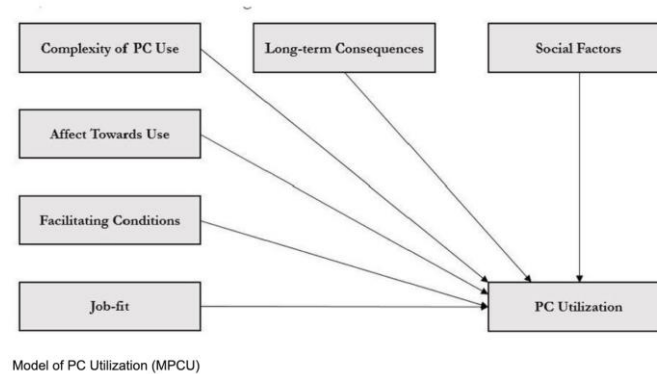 Complexity of PC Use
Long-term Consequences
Social Factors
Affect Towards Use
Facilitating Conditions
Job-fit
PC Utilization
Model of PC Utilization (MPCU)